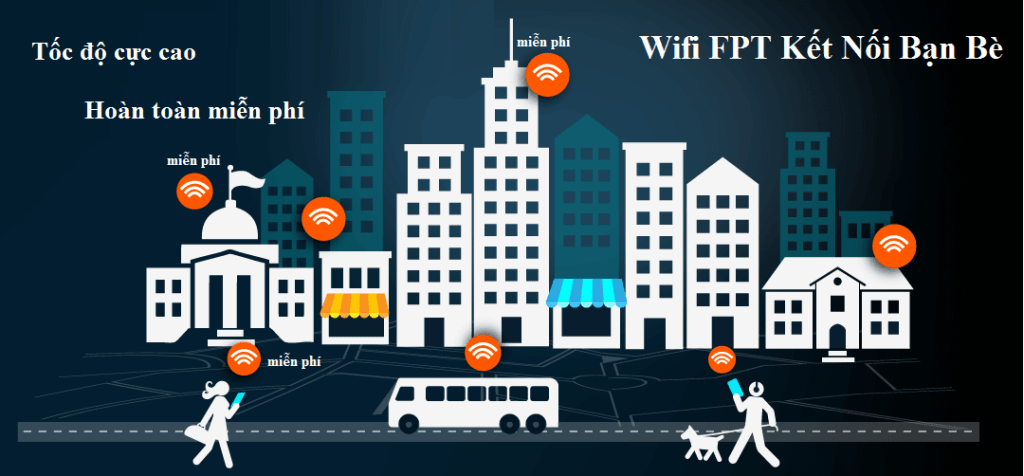 Tốc độ cực cao
miễn phí
Wifi FPT Kết Nối Bạn Bè
Hoàn toàn miễn phí
miễn phí
miễn phí